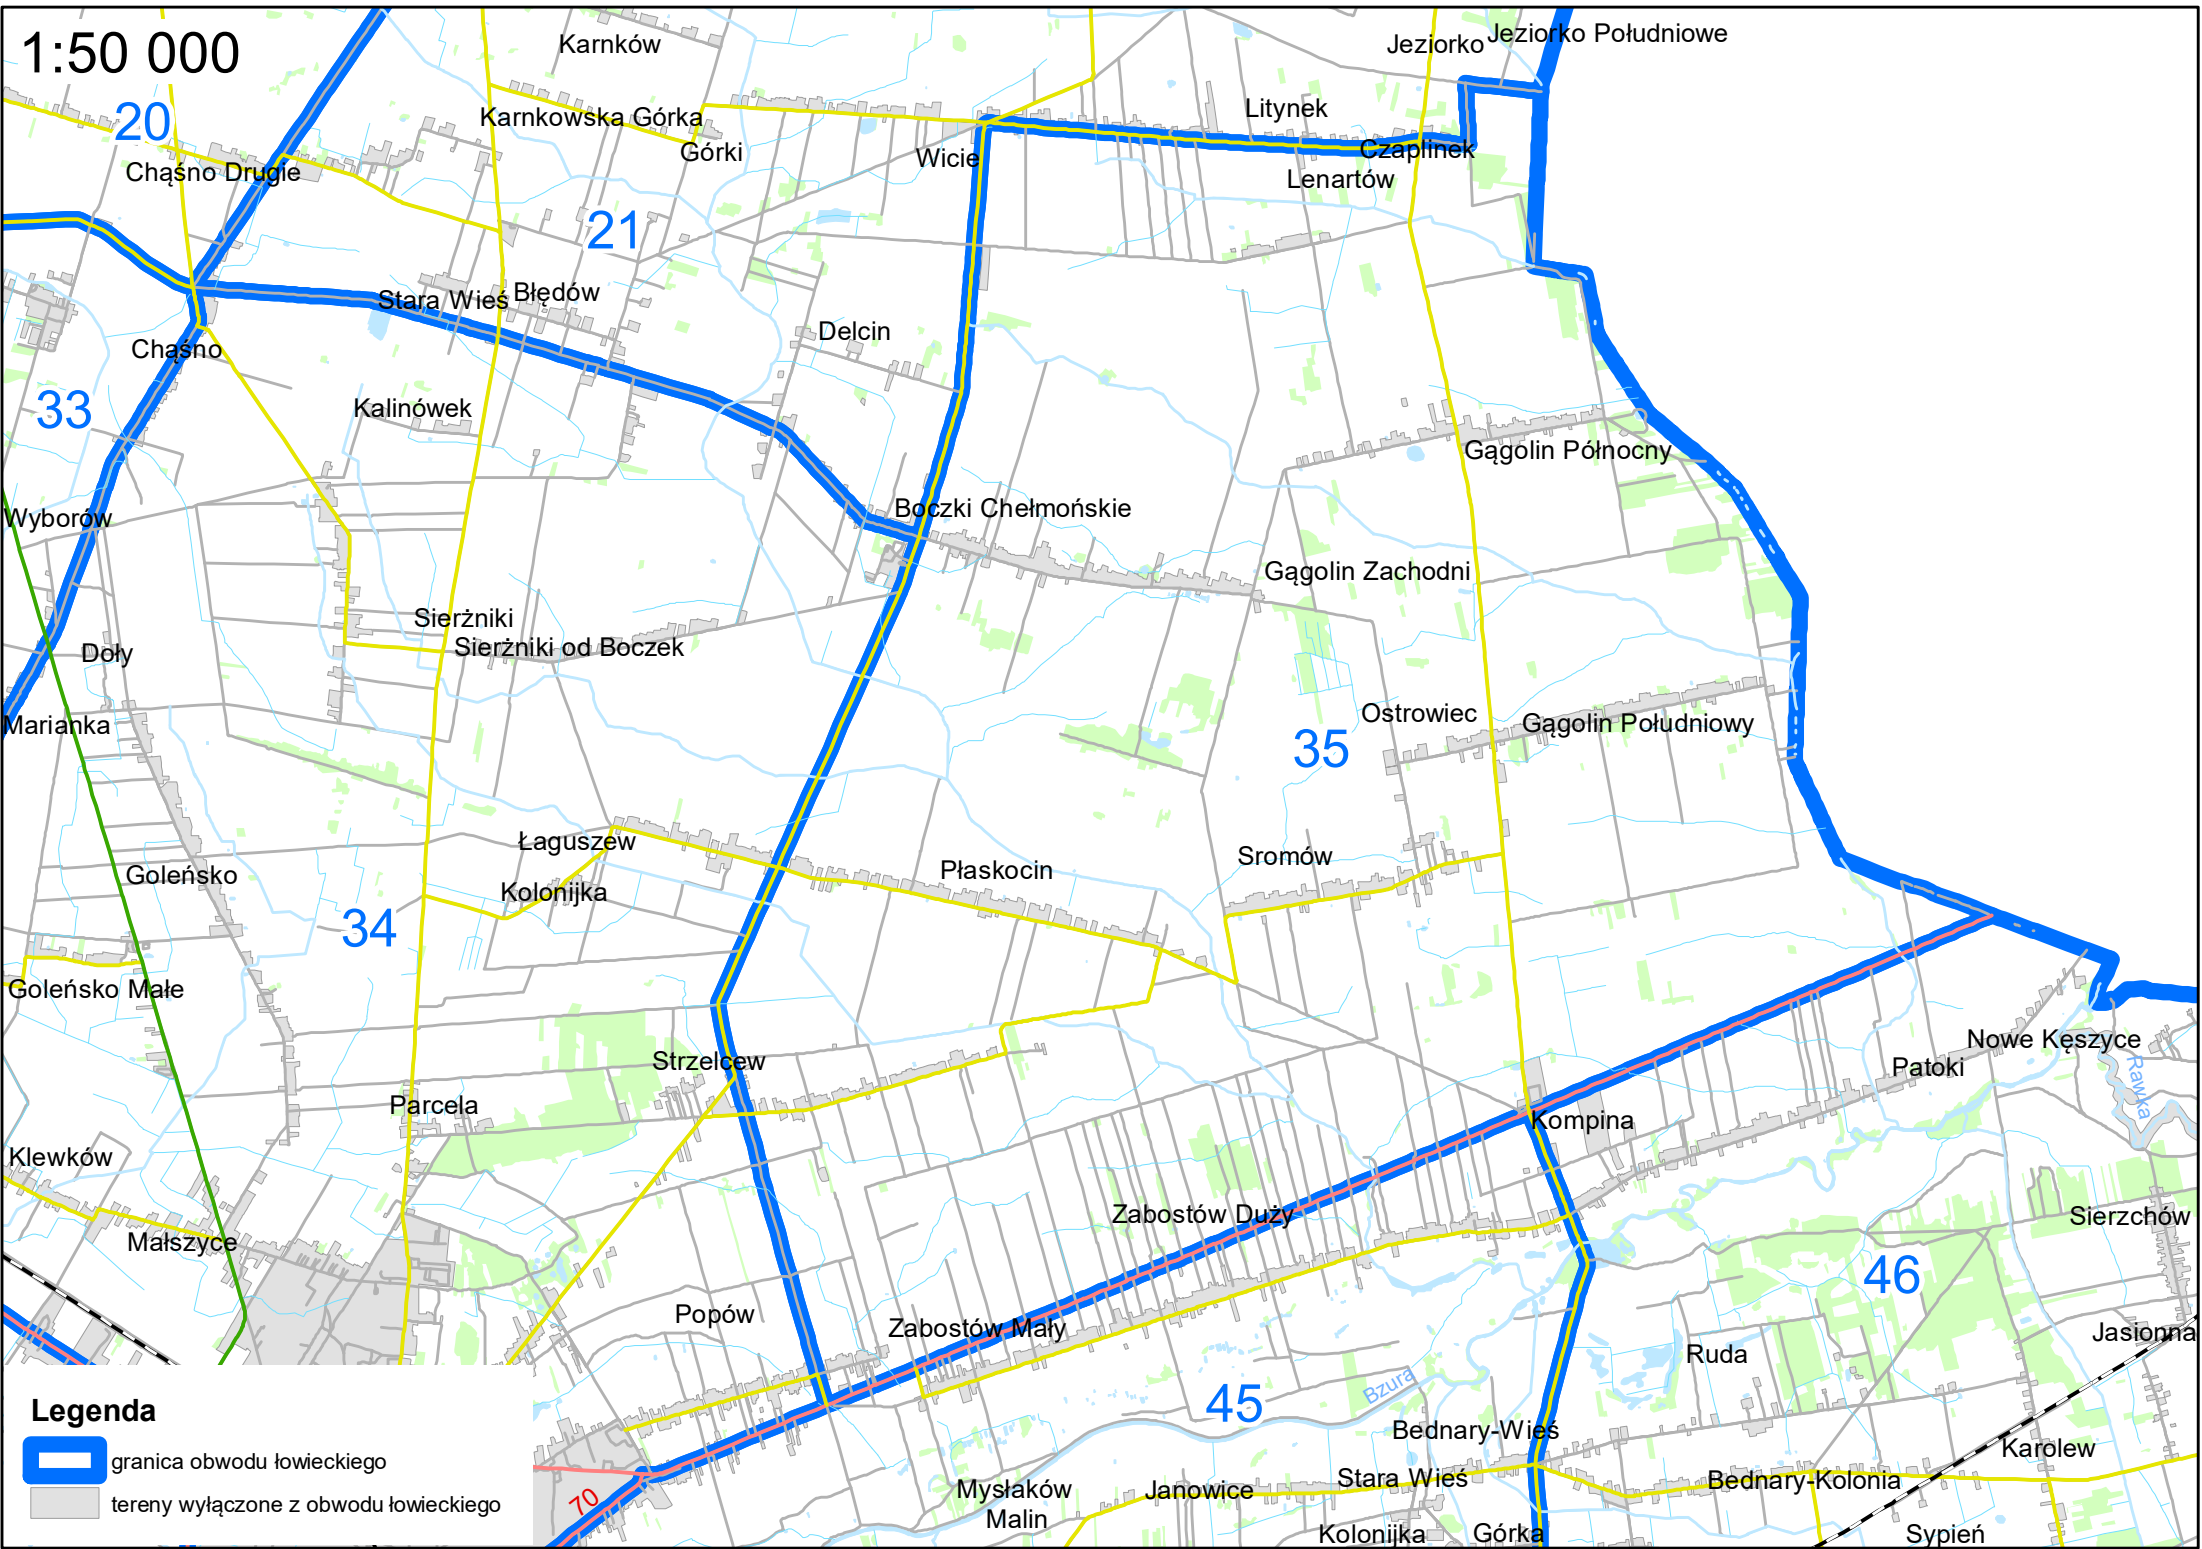 1:50 000
Karnków
Jeziorko
Jeziorko Południowe
20
Karnkowska Górka
Litynek
Górki
Wicie
Czaplinek
Chąśno Drugie
Lenartów
21
Stara Wieś
Błędów
Delcin
Chąśno
33
Kalinówek
Gągolin Północny
Wyborów
Boczki Chełmońskie
Gągolin Zachodni
Sierżniki
Sierżniki od Boczek
Doły
Marianka
Ostrowiec
Gągolin Południowy
35
Łaguszew
Sromów
Płaskocin
Goleńsko
Kolonijka
34
Goleńsko Małe
Nowe Kęszyce
Strzelcew
Patoki
Rawka
Parcela
Kompina
Klewków
Zabostów Duży
Sierzchów
Małszyce
46
Popów
Zabostów Mały
Jasionna
Ruda
Bzura
45
Legenda
granica obwodu łowieckiego
tereny wyłączone z obwodu łowieckiego
Bednary-Wieś
Karolew
Stara Wieś
Bednary-Kolonia
Mysłaków
Janowice
70
Malin
Kolonijka
Górka
Sypień